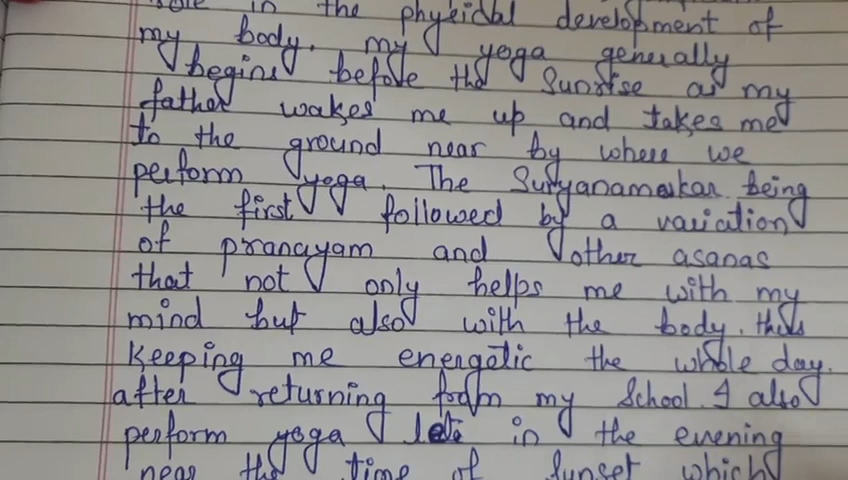 role in the physidal development of
my body. my yoga generally
begins before the Sunrise as my
father wakes me up and takes me
to the ground near by where we
perform yoga. The Suryanamaskar being
the first followed by a variation
of pranayam and other asanas
that not only helps me with my
mind but also with the body. thus
Keeping me energetic the whole day.
after returning from my School. I also
perform yoga late in the evening
near the time of Sunset which